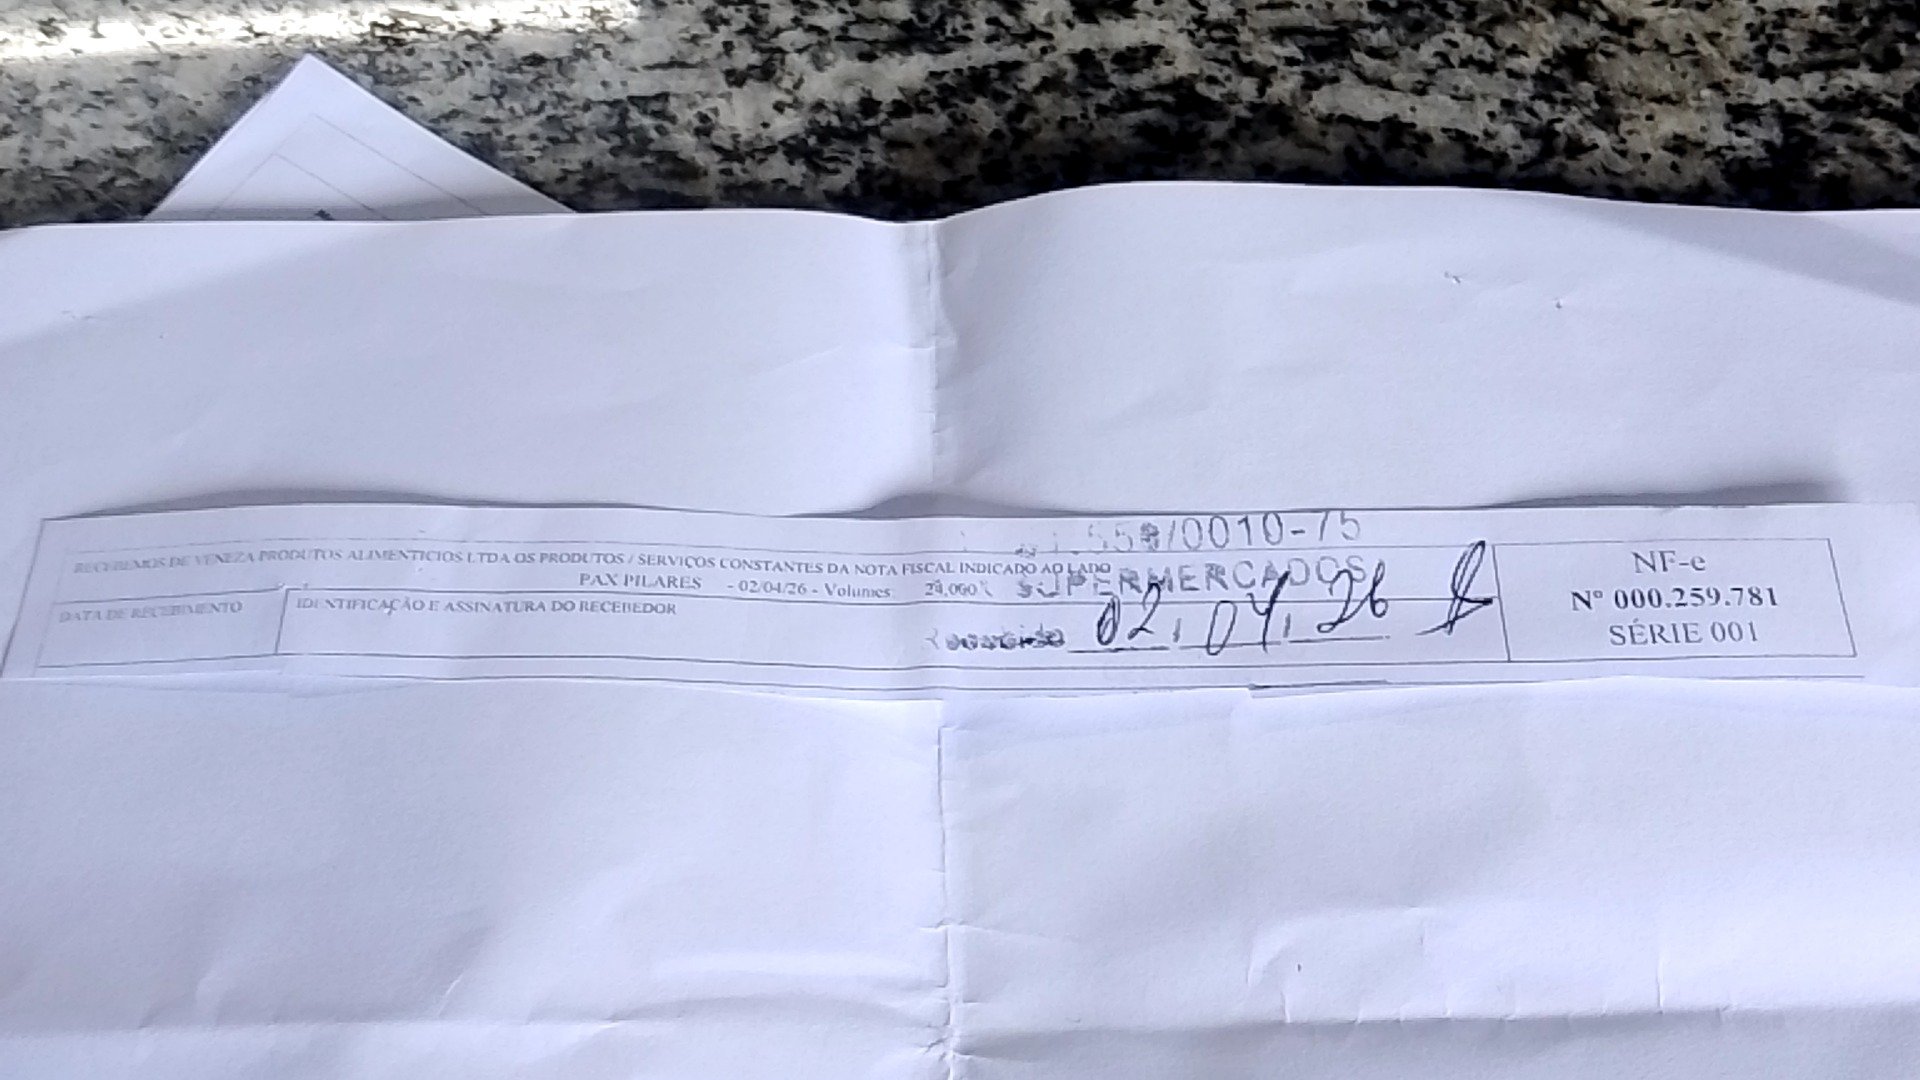 RECEBEMOS DE VENEZA PRODUTOS ALIMENTICIOS LTDA OS PRODUTOS / SERVIÇOS CONSTANTES DA NOTA FISCAL INDICADO AO LADO
PAX PILARES - 02/04/26 - Volumes
/0010-75
SUPERMERCADOS
DATA DE RECEBIMENTO
IDENTIFICAÇÃO E ASSINATURA DO RECEBEDOR
02, 04, 26
NF-e
Nº 000.259.781
SÉRIE 001